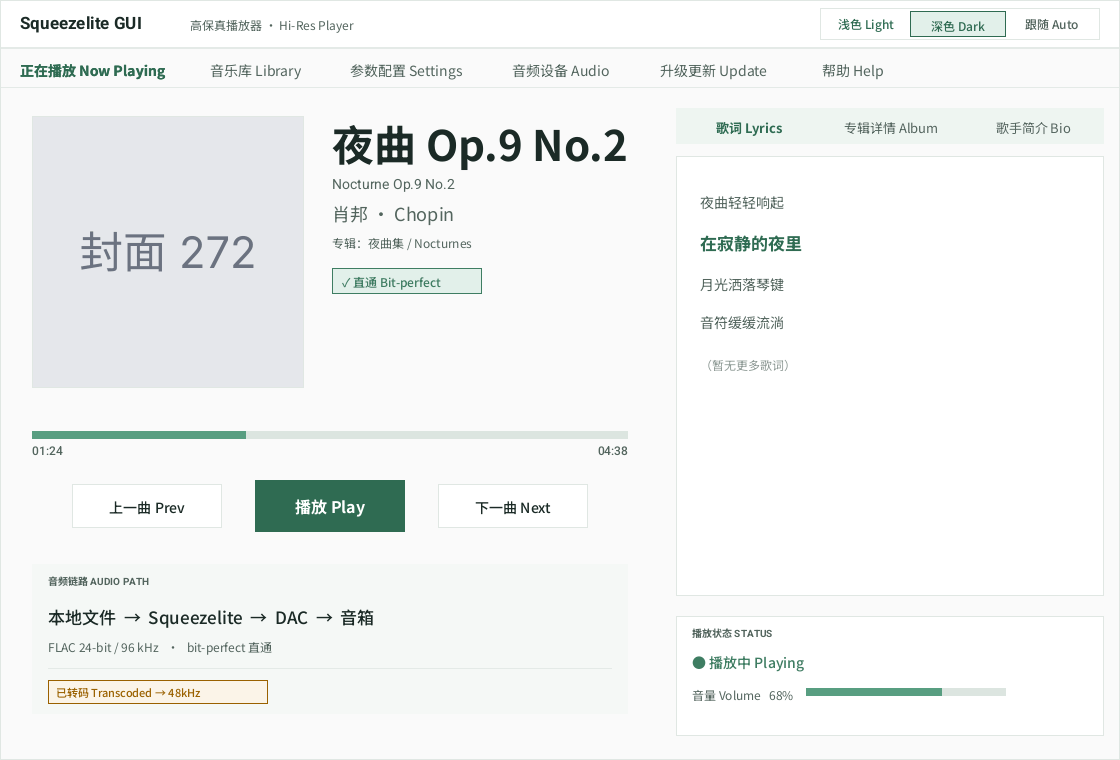 Squeezelite GUI
高保真播放器 · Hi-Res Player
浅色 Light
深色 Dark
跟随 Auto
正在播放 Now Playing
音乐库 Library
参数配置 Settings
音频设备 Audio
升级更新 Update
帮助 Help
封面 272
夜曲 Op.9 No.2
Nocturne Op.9 No.2
肖邦 · Chopin
专辑：夜曲集 / Nocturnes
✓ 直通 Bit-perfect
01:24
04:38
上一曲 Prev
播放 Play
下一曲 Next
音频链路 AUDIO PATH
本地文件 → Squeezelite → DAC → 音箱
FLAC 24-bit / 96 kHz · bit-perfect 直通
已转码 Transcoded → 48kHz
歌词 Lyrics
专辑详情 Album
歌手简介 Bio
夜曲轻轻响起
在寂静的夜里
月光洒落琴键
音符缓缓流淌
（暂无更多歌词）
播放状态 STATUS
● 播放中 Playing
音量 Volume 68%